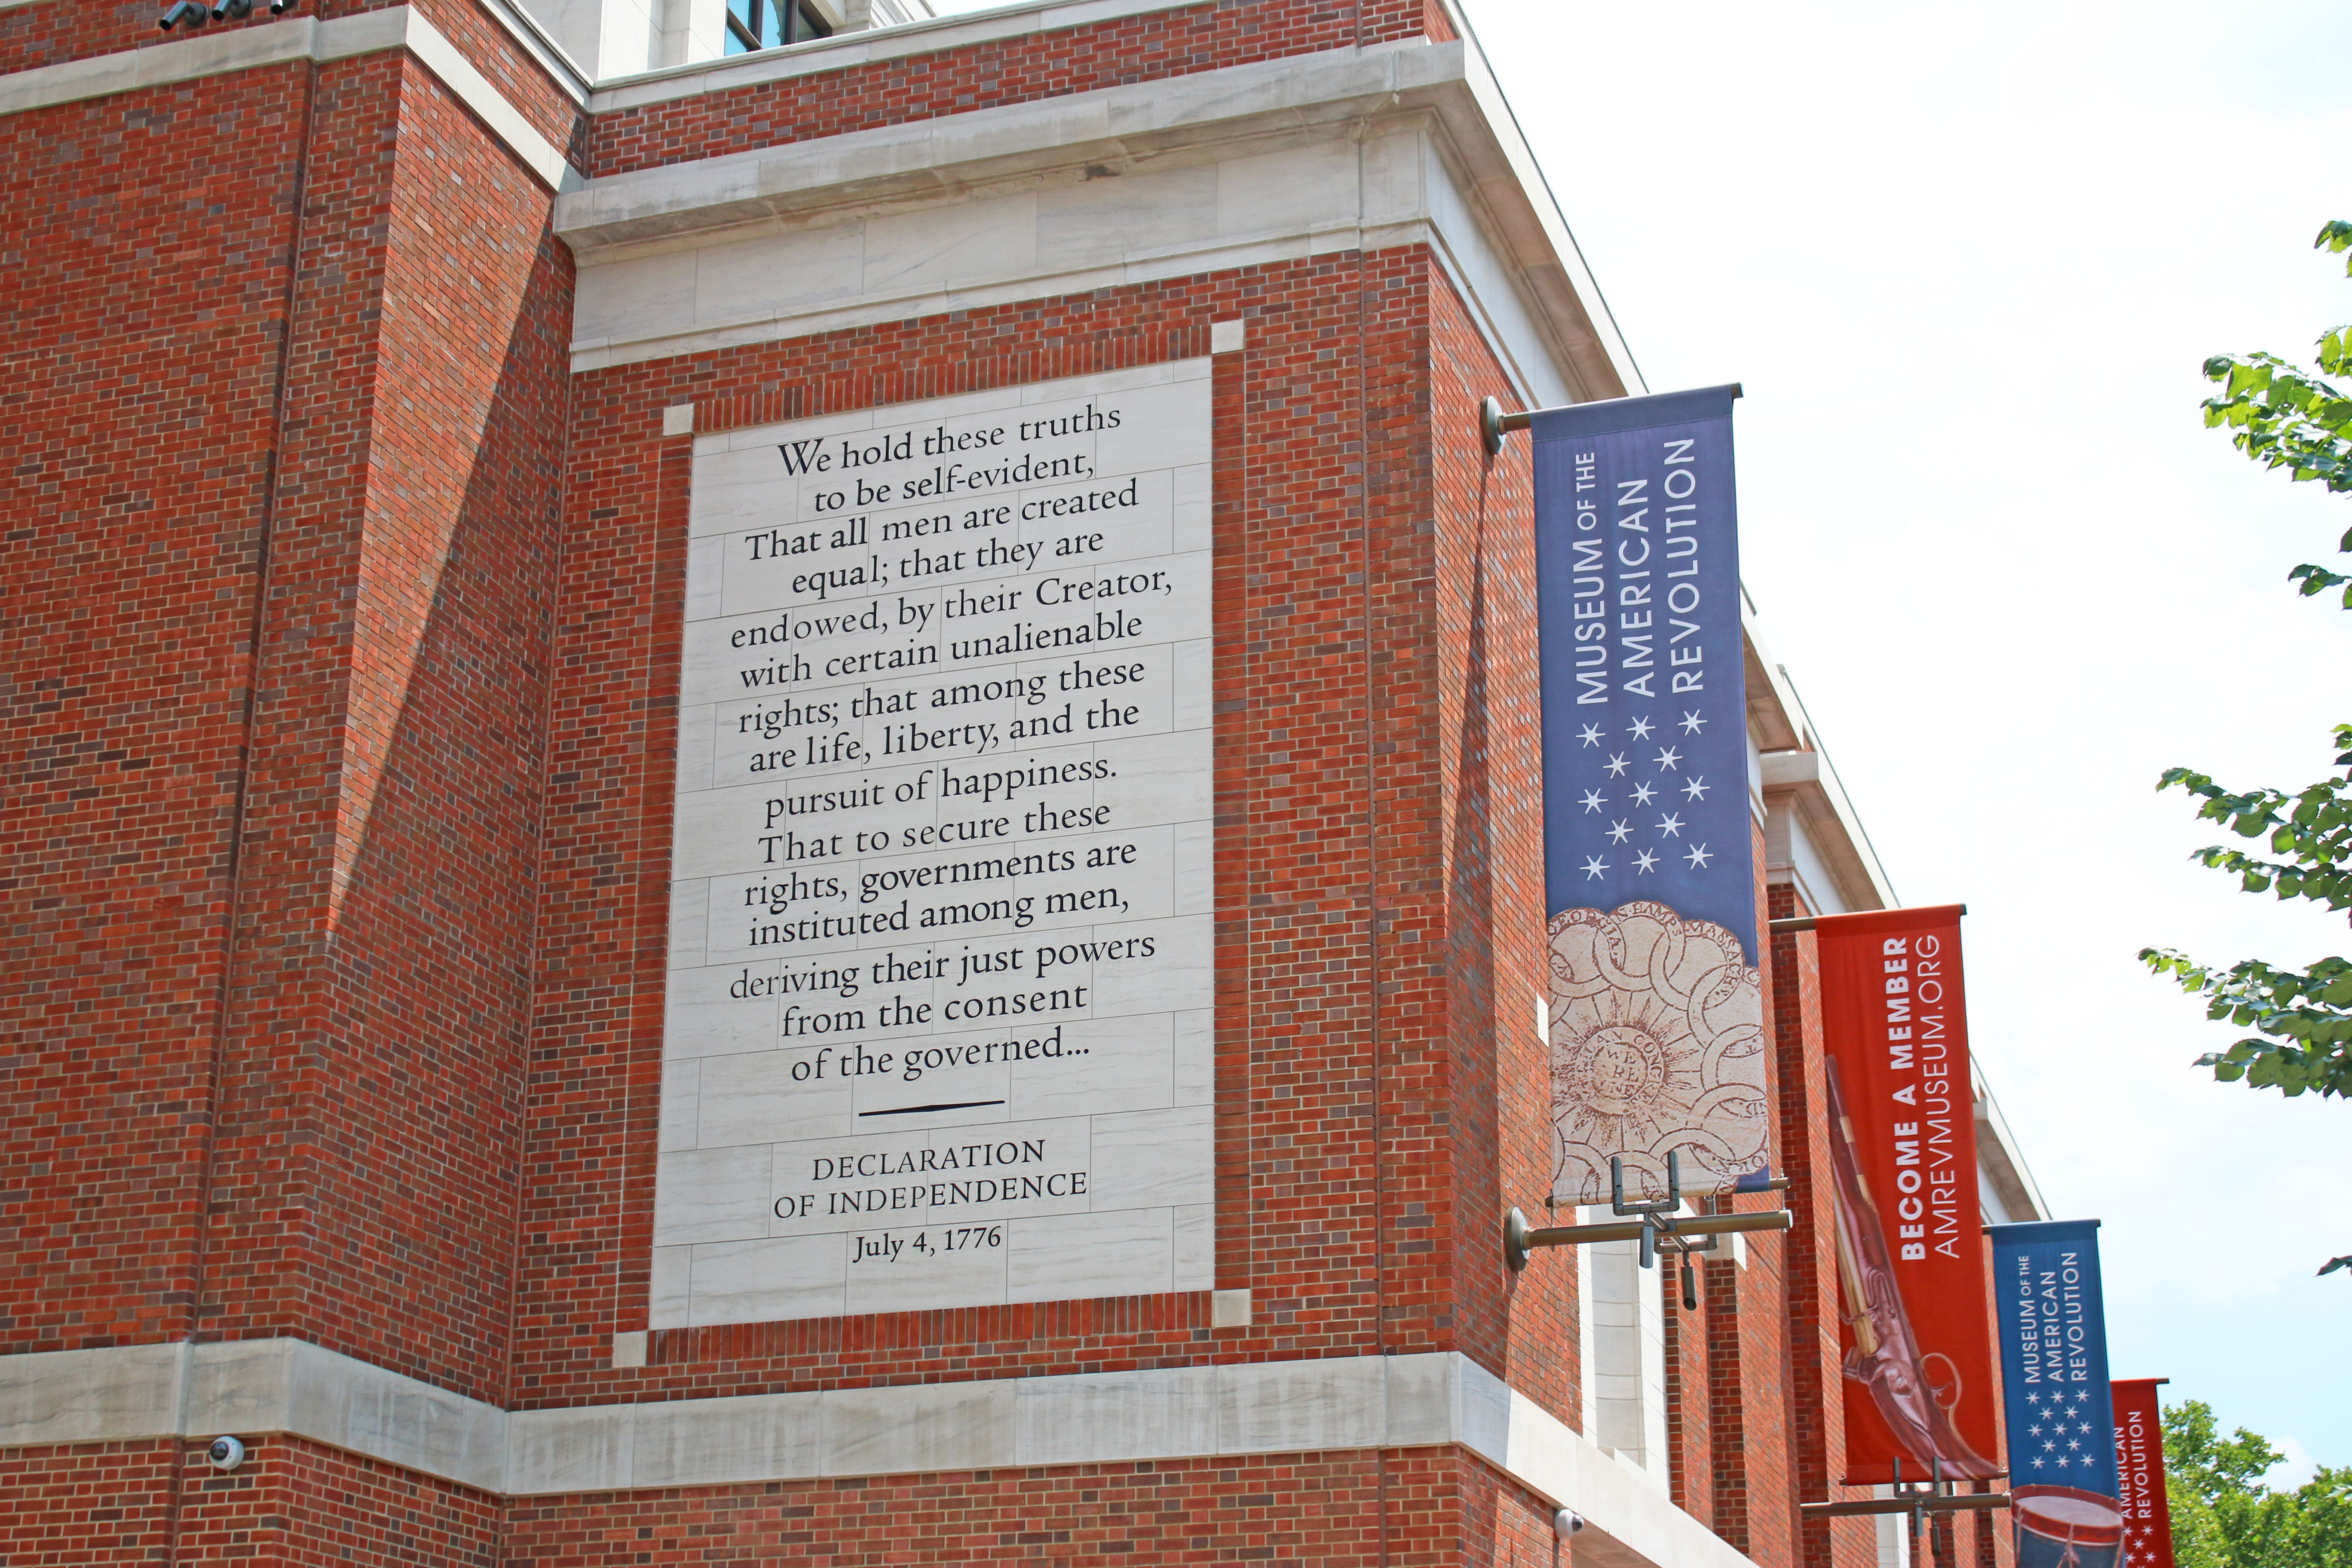 We hold these truths
to be self-evident,
That all men are created
equal; that they are
endowed, by their Creator,
with certain unalienable
rights; that among these
are life, liberty, and the
pursuit of happiness.
That to secure these
rights, governments are
instituted among men,
deriving their just powers
from the consent
of the governed...
DECLARATION
OF INDEPENDENCE
July 4, 1776
MUSEUM OF THE
AMERICAN
REVOLUTION
GEORGIA
N. HAMPS
WE
BECOME A MEMBER
AMREVMUSEUM.ORG
MUSEUM OF THE
AMERICAN
REVOLUTION
AMERICAN
REVOLUTION